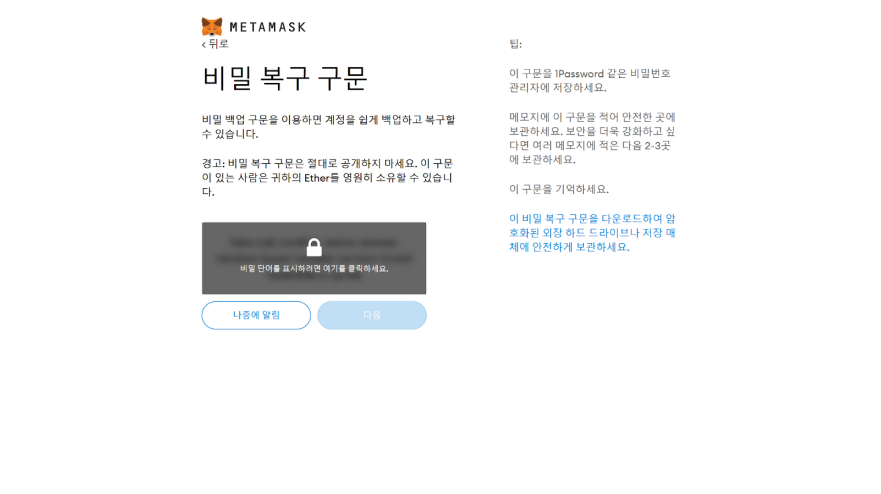 METAMASK
< 뒤로
비밀 복구 구문
비밀 백업 구문을 이용하면 계정을 쉽게 백업하고 복구할
수 있습니다.
경고: 비밀 복구 구문은 절대로 공개하지 마세요. 이 구문
이 있는 사람은 귀하의 Ether를 영원히 소유할 수 있습니
다.
비밀 단어를 표시하려면 여기를 클릭하세요.
나중에 알림
다음
팁:
이 구문을 1Password 같은 비밀번호
관리자에 저장하세요.
메모지에 이 구문을 적어 안전한 곳에
보관하세요. 보안을 더욱 강화하고 싶
다면 여러 메모지에 적은 다음 2-3곳
에 보관하세요.
이 구문을 기억하세요.
이 비밀 복구 구문을 다운로드하여 암
호화된 외장 하드 드라이브나 저장 매
체에 안전하게 보관하세요.